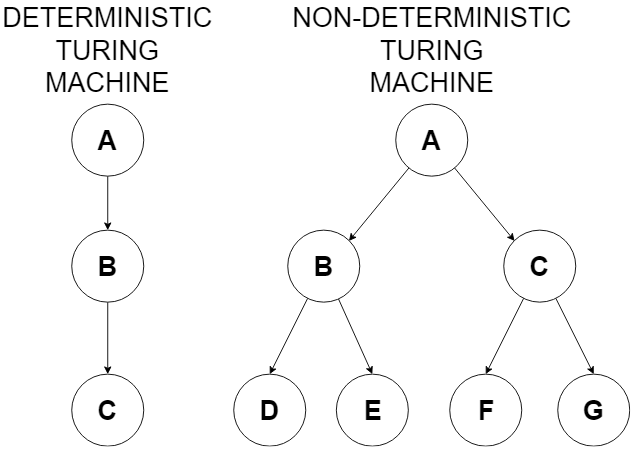 DETERMINISTIC
TURING
MACHINE
A
B
C
NON-DETERMINISTIC
TURING
MACHINE
A
B
C
D
E
F
G